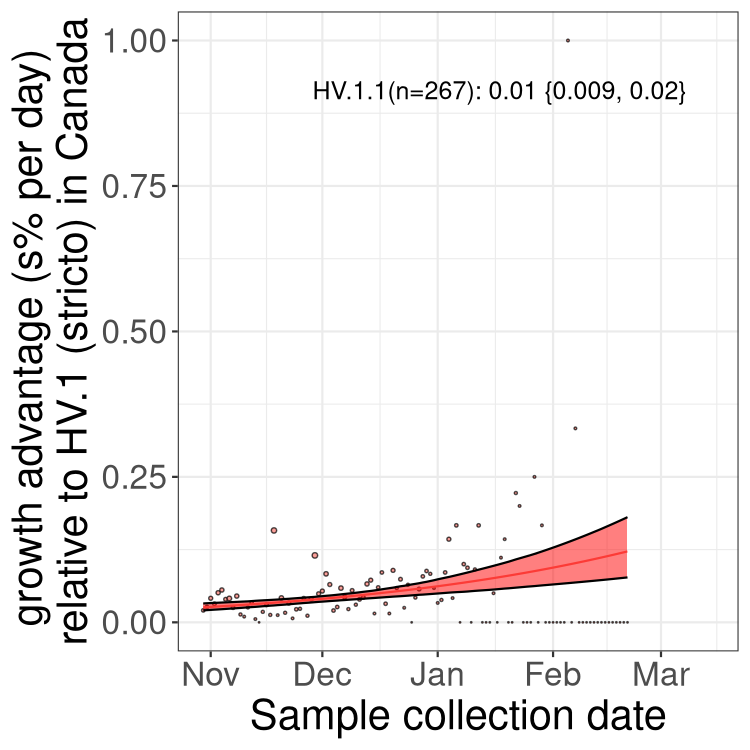 growth advantage (s% per day)
relative to HV.1 (stricto) in Canada
1.00
HV.1.1(n=267): 0.01 {0.009, 0.02}
0.75
0.50
0.25
0.00
Nov Dec Jan Feb Mar
Sample collection date